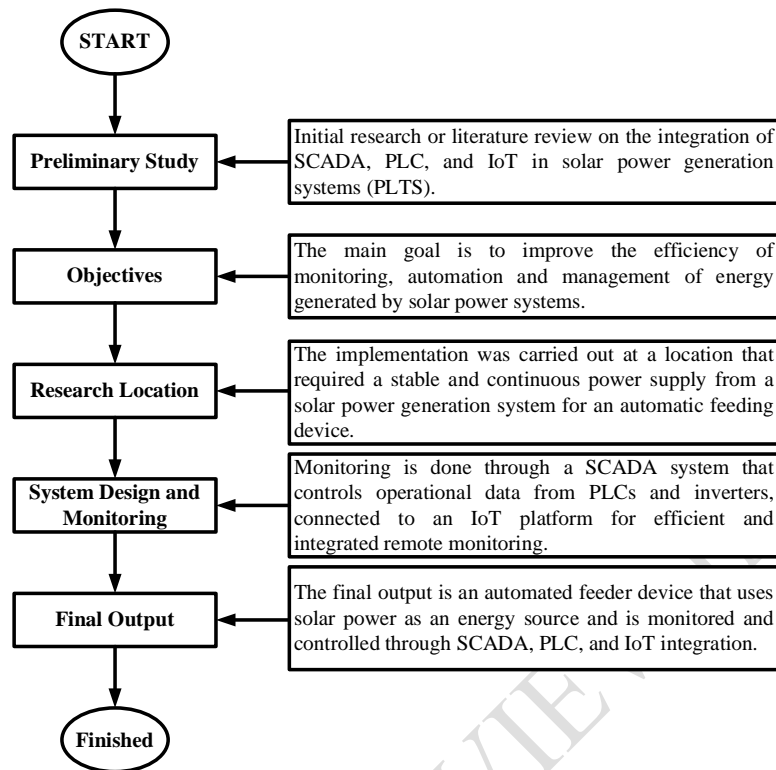 START
Preliminary Study
Initial research or literature review on the integration of
SCADA, PLC, and IoT in solar power generation
systems (PLTS).
Objectives
The main goal is to improve the efficiency of
monitoring, automation and management of energy
generated by solar power systems.
Research Location
The implementation was carried out at a location that
required a stable and continuous power supply from a
solar power generation system for an automatic feeding
device.
System Design and
Monitoring
Monitoring is done through a SCADA system that
controls operational data from PLCs and inverters,
connected to an IoT platform for efficient and
integrated remote monitoring.
Final Output
The final output is an automated feeder device that uses
solar power as an energy source and is monitored and
controlled through SCADA, PLC, and IoT integration.
Finished